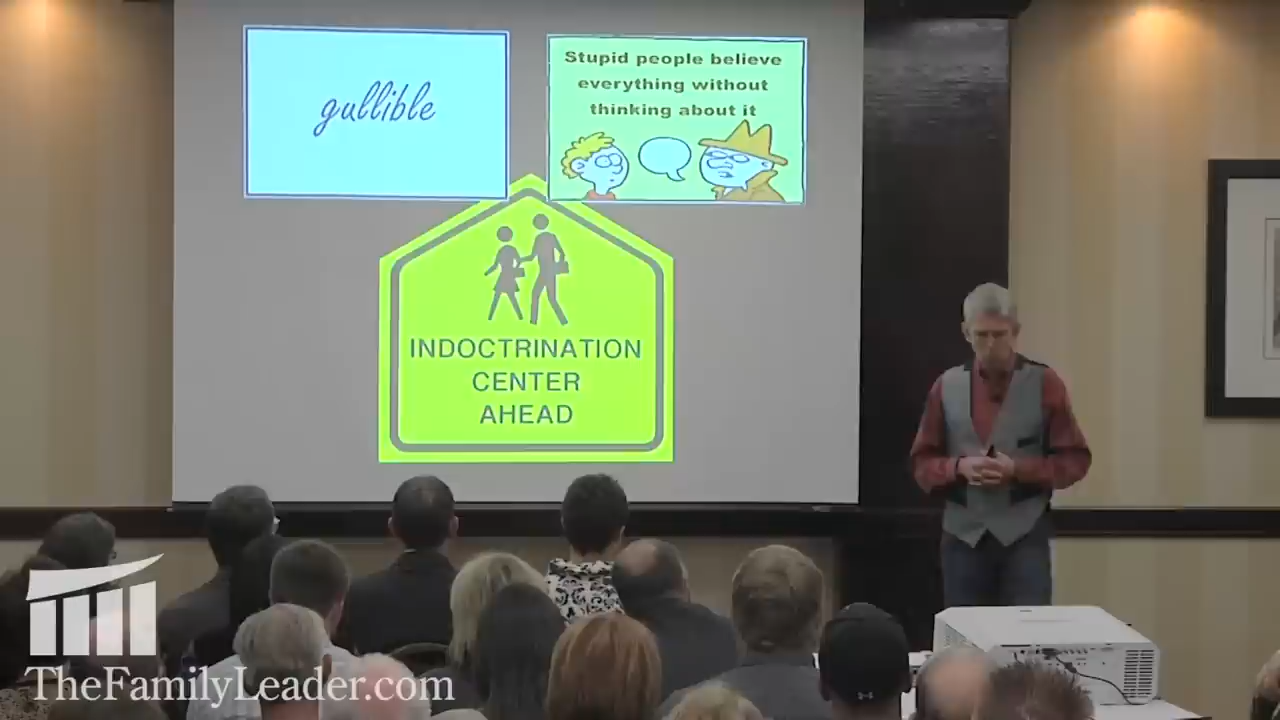 gullible
Stupid people believe
everything without
thinking about it
INDOCTRINATION
CENTER
AHEAD
TheFamilyLeader.com